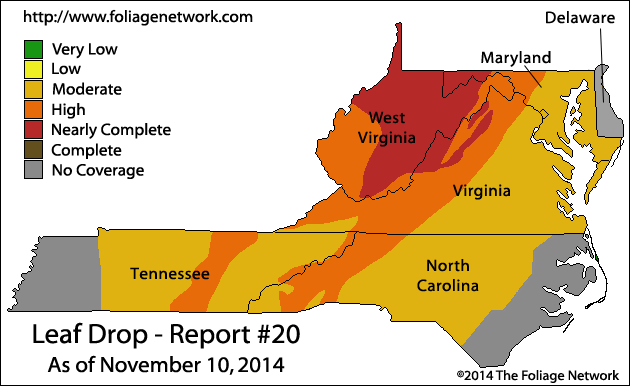 http://www.foliagenetwork.com
Delaware
Maryland
Very Low
Low
Moderate
High
Nearly Complete
Complete
No Coverage
West
Virginia
Virginia
Tennessee
North
Carolina
Leaf Drop - Report #20
As of November 10, 2014
©2014 The Foliage Network